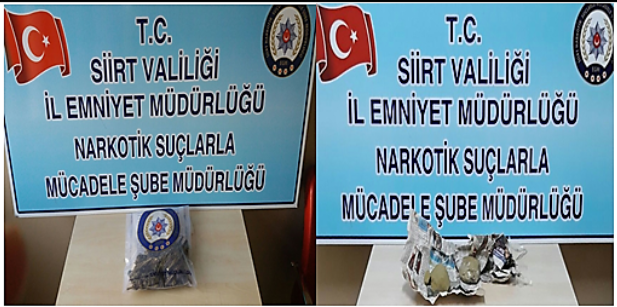 T.C.
SİİRT VALİLİĞİ
İL EMNİYET MÜDÜRLÜĞÜ
NARKOTİK SUÇLARLA
MÜCADELE ŞUBE MÜDÜRLÜĞÜ
T.C.
SİİRT VALİLİĞİ
İL EMNİYET MÜDÜRLÜĞÜ
NARKOTİK SUÇLARLA
MÜCADELE ŞUBE MÜDÜRLÜĞÜ